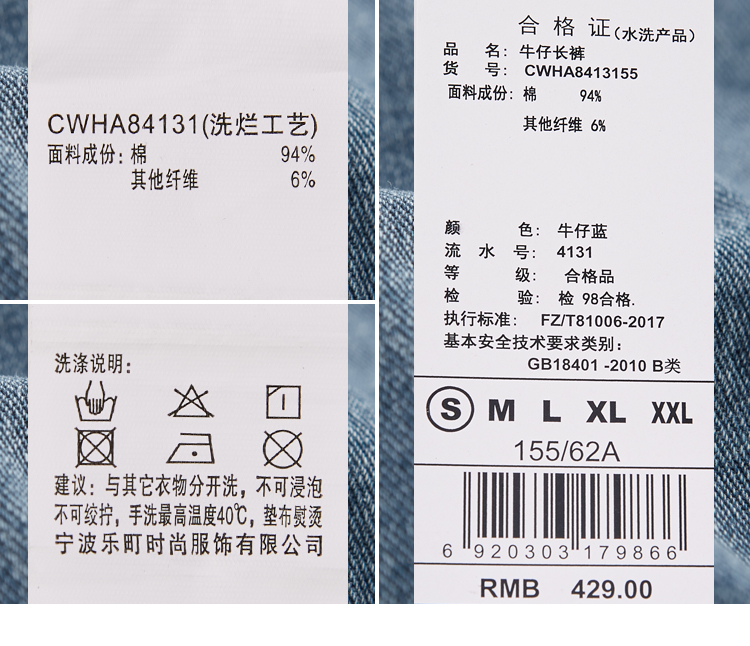 CWHA84131(洗烂工艺)
面料成份: 棉 94%
其他纤维 6%
洗涤说明:
建议: 与其它衣物分开洗, 不可浸泡
不可绞拧, 手洗最高温度40℃, 垫布熨烫
宁波乐町时尚服饰有限公司
合格证(水洗产品)
品 名: 牛仔长裤
货 号: CWHA8413155
面料成份: 棉 94%
其他纤维 6%
颜 色: 牛仔蓝
流 水 号: 4131
等 级: 合格品
检 验: 检 98合格.
执行标准: FZ/T81006-2017
基本安全技术要求类别:
GB18401 -2010 B类
S M L XL XXL
155/62A
6 920303 179866
RMB 429.00